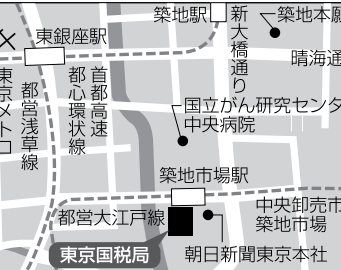 築地駅
築地本願
東銀座駅
新大橋通り
晴海通
東京メトロ
都営浅草線
都心環状線
首都高速
国立がん研究センタ
中央病院
築地市場駅
中央卸売市
築地市場
都営大江戸線
東京国税局
朝日新聞東京本社